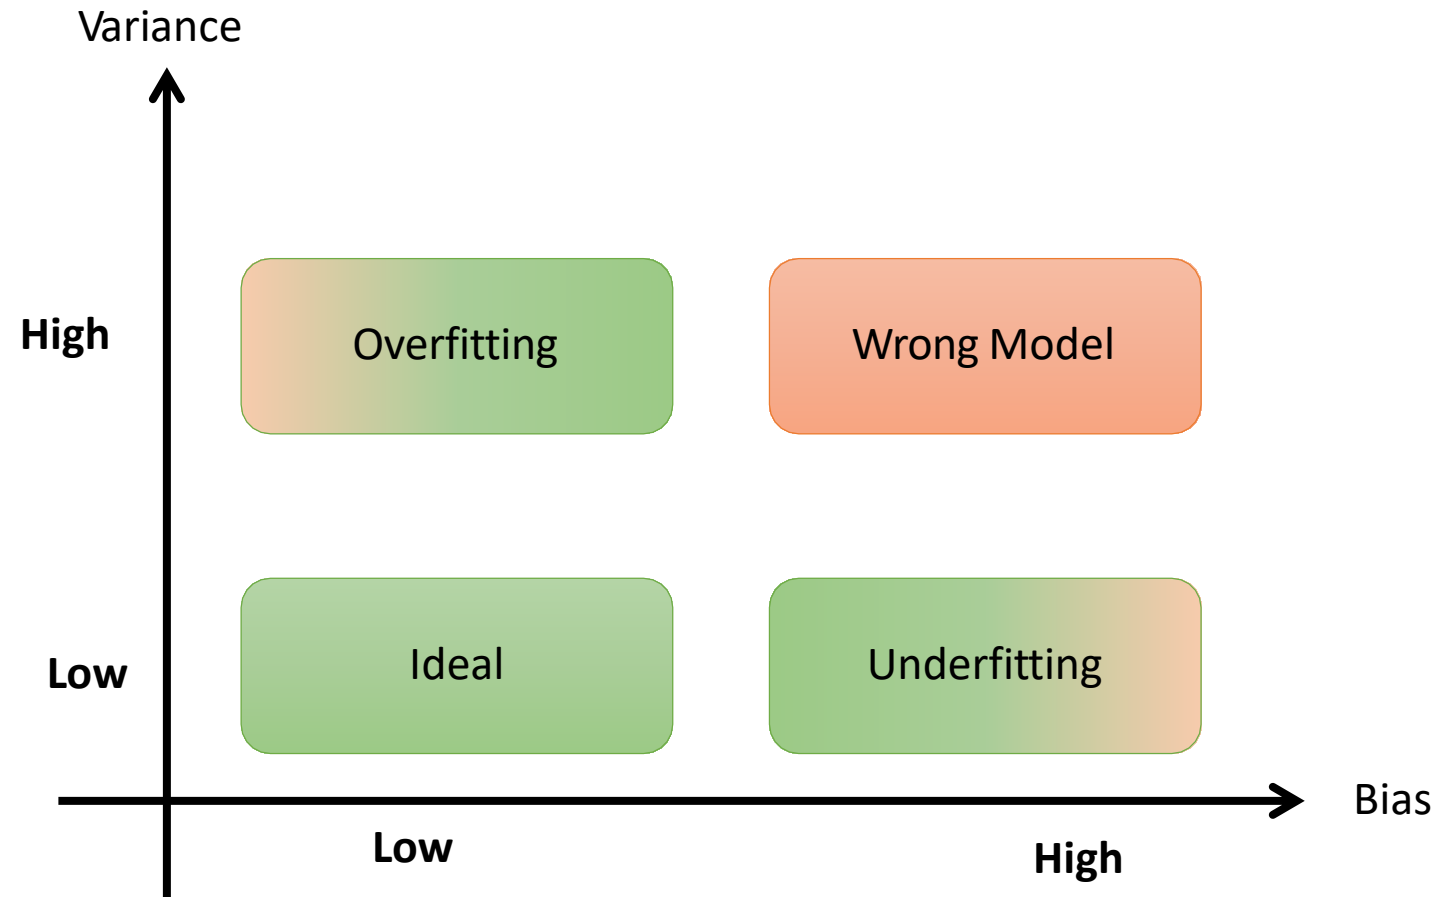 Variance
High
Overfitting
Wrong Model
Low
Ideal
Underfitting
Bias
Low
High